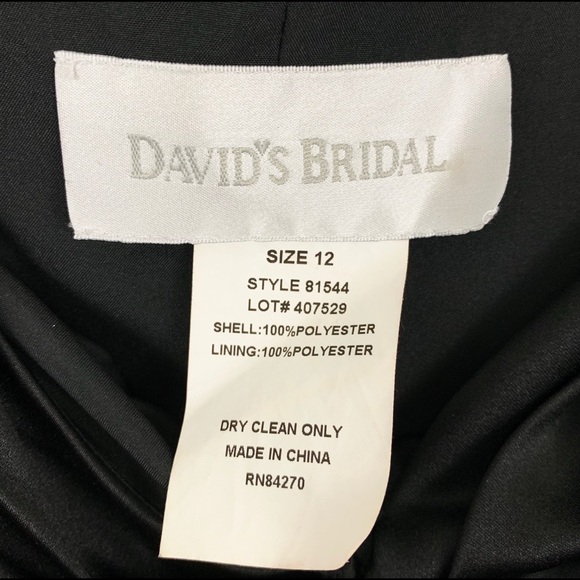 DAVID'S BRIDAL
SIZE 12
STYLE 81544
LOT# 407529
SHELL:100%POLYESTER
LINING:100%POLYESTER
DRY CLEAN ONLY
MADE IN CHINA
RN84270